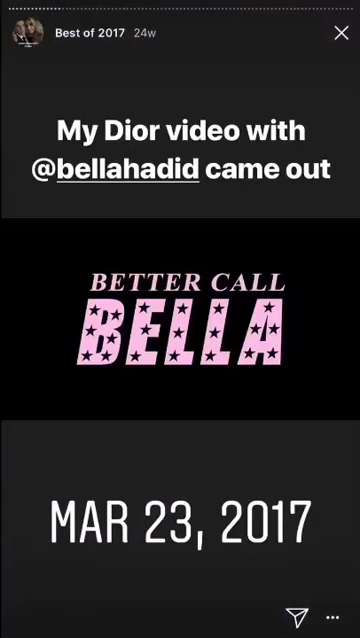 Best of 2017 24w
My Dior video with
@bellahadid came out
BETTER CALL
BELLA
MAR 23, 2017